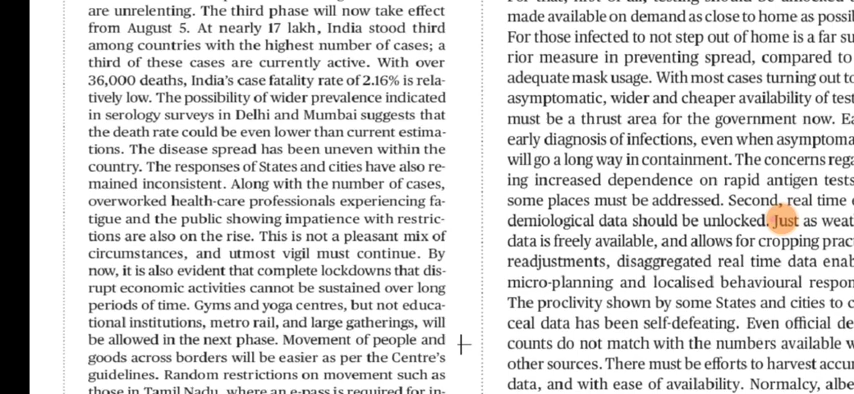 are unrelenting. The third phase will now take effect
from August 5. At nearly 17 lakh, India stood third
among countries with the highest number of cases; a
third of these cases are currently active. With over
36,000 deaths, India's case fatality rate of 2.16% is rela-
tively low. The possibility of wider prevalence indicated
in serology surveys in Delhi and Mumbai suggests that
the death rate could be even lower than current estima-
tions. The disease spread has been uneven within the
country. The responses of States and cities have also re-
mained inconsistent. Along with the number of cases,
overworked health-care professionals experiencing fa-
tigue and the public showing impatience with restric-
tions are also on the rise. This is not a pleasant mix of
circumstances, and utmost vigil must continue. By
now, it is also evident that complete lockdowns that dis-
rupt economic activities cannot be sustained over long
periods of time. Gyms and yoga centres, but not educa-
tional institutions, metro rail, and large gatherings, will
be allowed in the next phase. Movement of people and
goods across borders will be easier as per the Centre's
guidelines. Random restrictions on movement such as
those in Tamil Nadu, where an e-pass is required for in-
made available on demand as close to home as
For those infected to not step out of home is a far
rior measure in preventing spread, compared to
adequate mask usage. With most cases turning out
asymptomatic, wider and cheaper availability of
must be a thrust area for the government now.
early diagnosis of infections, even when
will go a long way in containment. The concerns
ing increased dependence on rapid antigen tests
some places must be addressed. Second, real time
demiological data should be unlocked. Just as
data is freely available, and allows for cropping
readjustments, disaggregated real time data
micro-planning and localised behavioural
The proclivity shown by some States and cities to
ceal data has been self-defeating. Even official
counts do not match with the numbers available
other sources. There must be efforts to harvest
data, and with ease of availability. Normalcy,